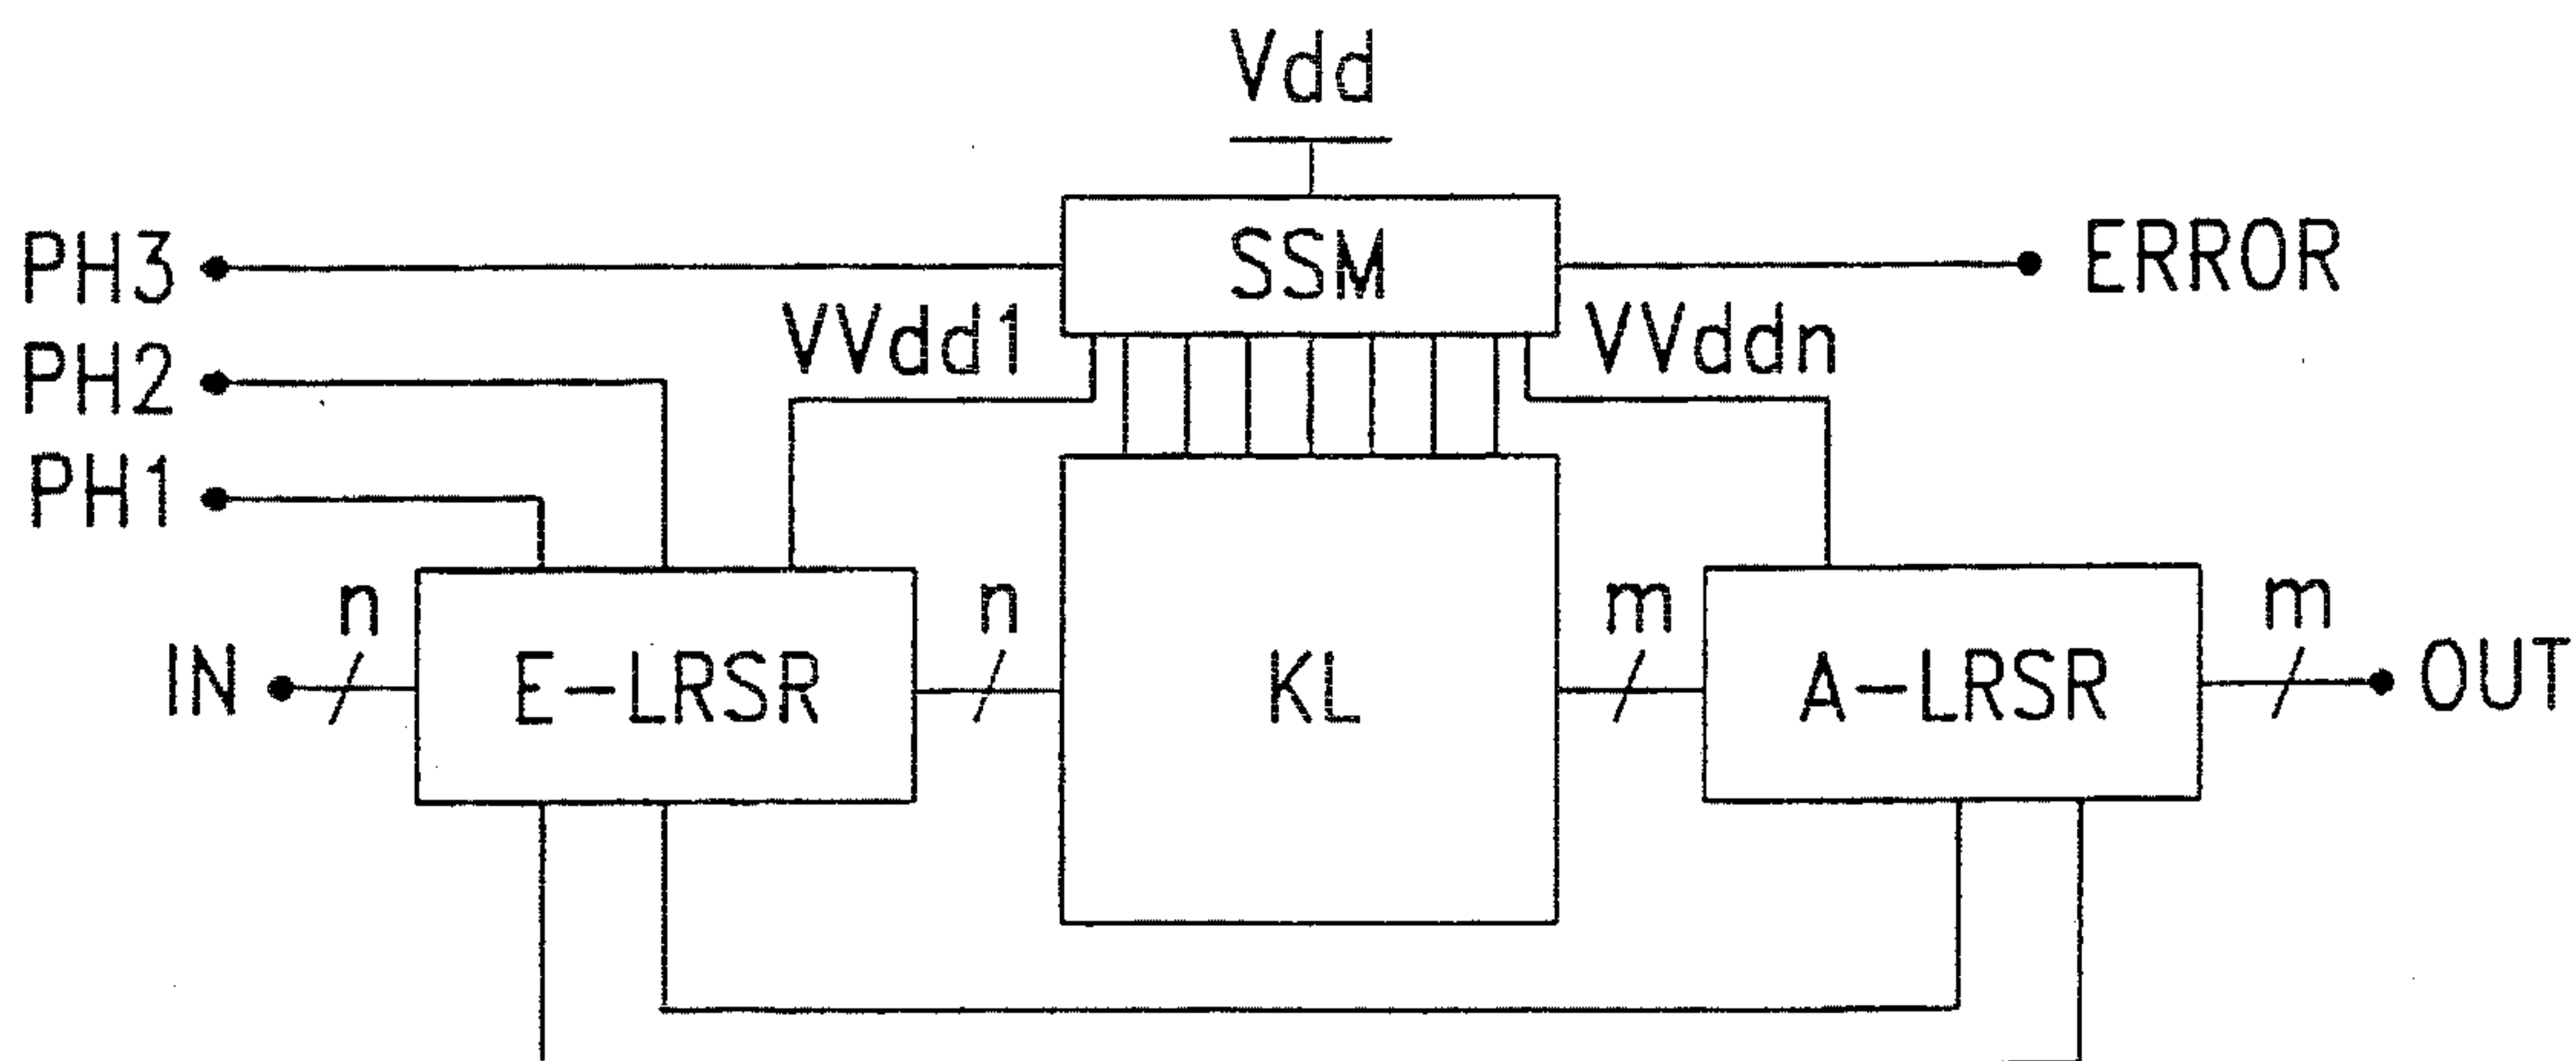 Vdd
PH3
SSM
ERROR
VVdd1
VVddn
PH2
PH1
n
n
m
m
IN
E-LRSR
KL
A-LRSR
OUT